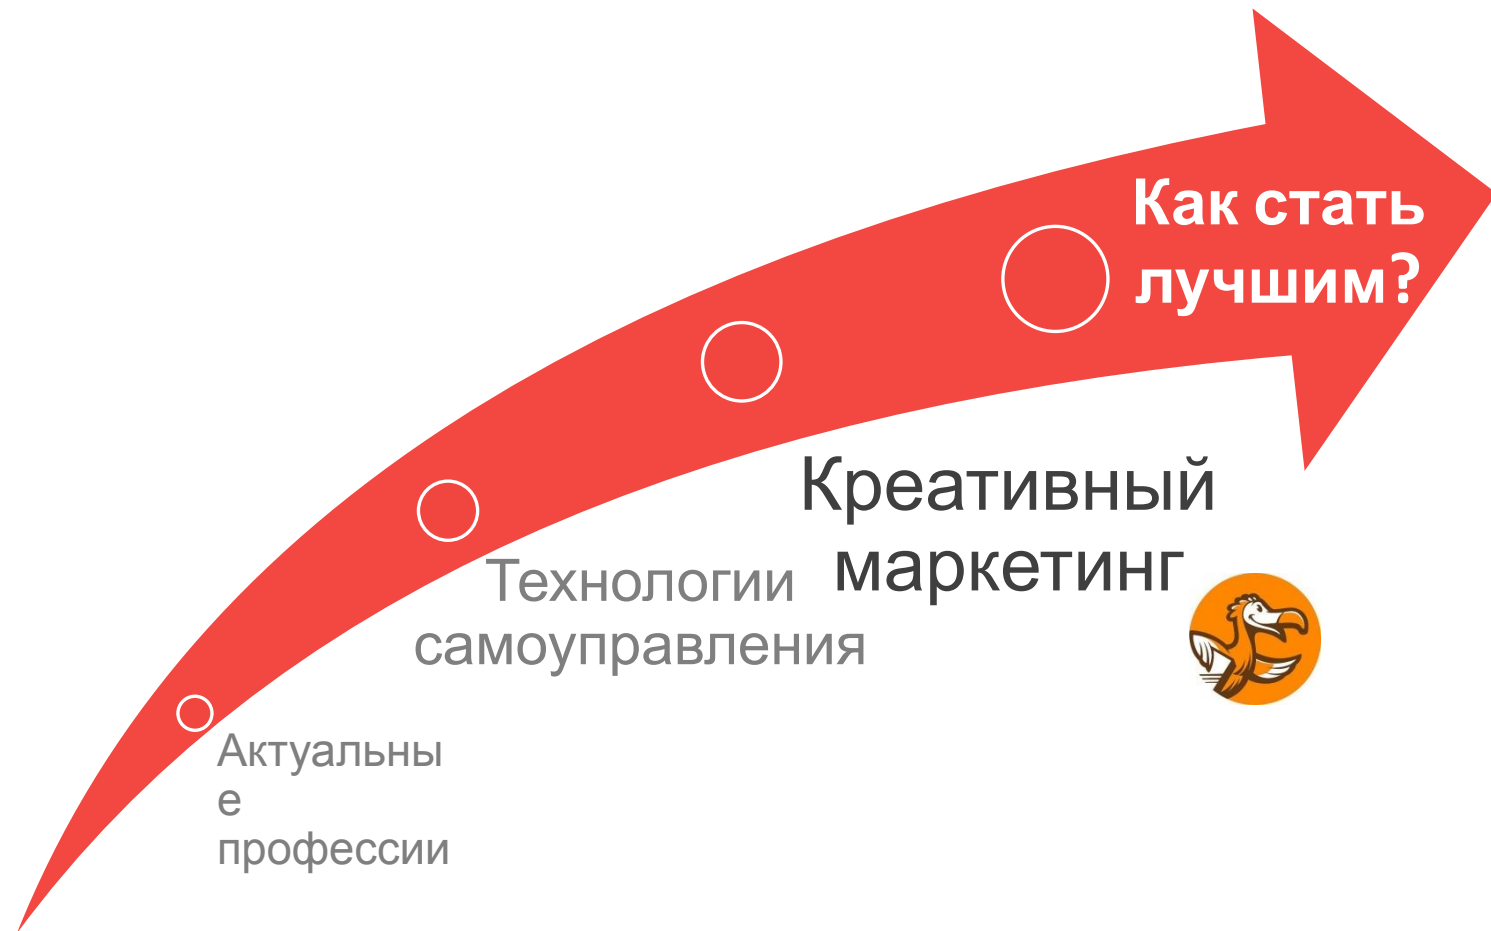 Как стать
лучшим?
Креативный
маркетинг
Технологии
самоуправления
Актуальны
е
профессии